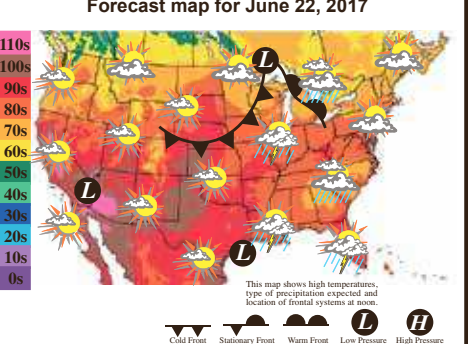 Forecast map for June 22, 2017
110s
100s
90s
80s
70s
60s
50s
40s
30s
20s
10s
0s
L
L
L
This map shows high temperatures,
type of precipitation expected and
location of frontal systems at noon.
L
H
Cold Front
Stationary Front
Warm Front
Low Pressure
High Pressure